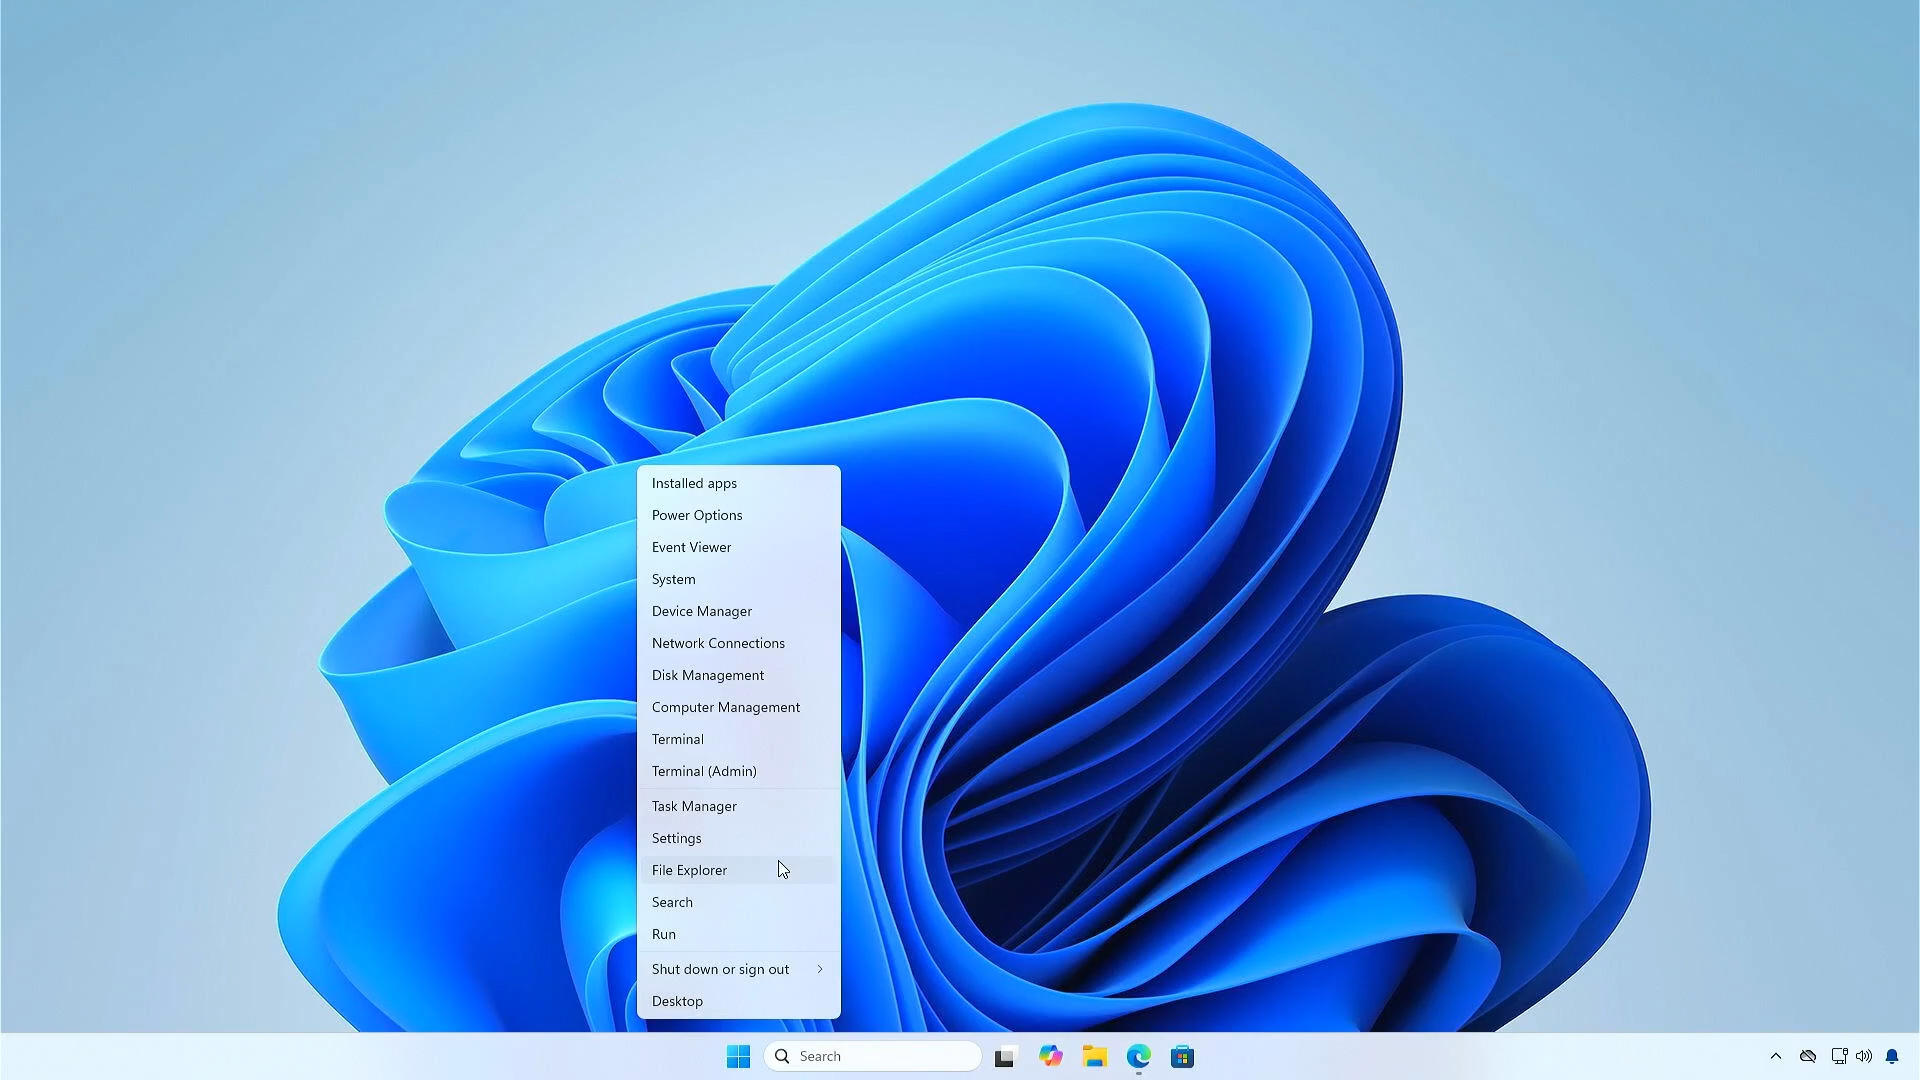 Installed apps
Power Options
Event Viewer
System
Device Manager
Network Connections
Disk Management
Computer Management
Terminal
Terminal (Admin)
Task Manager
Settings
File Explorer
Search
Run
Shut down or sign out
Desktop
Search